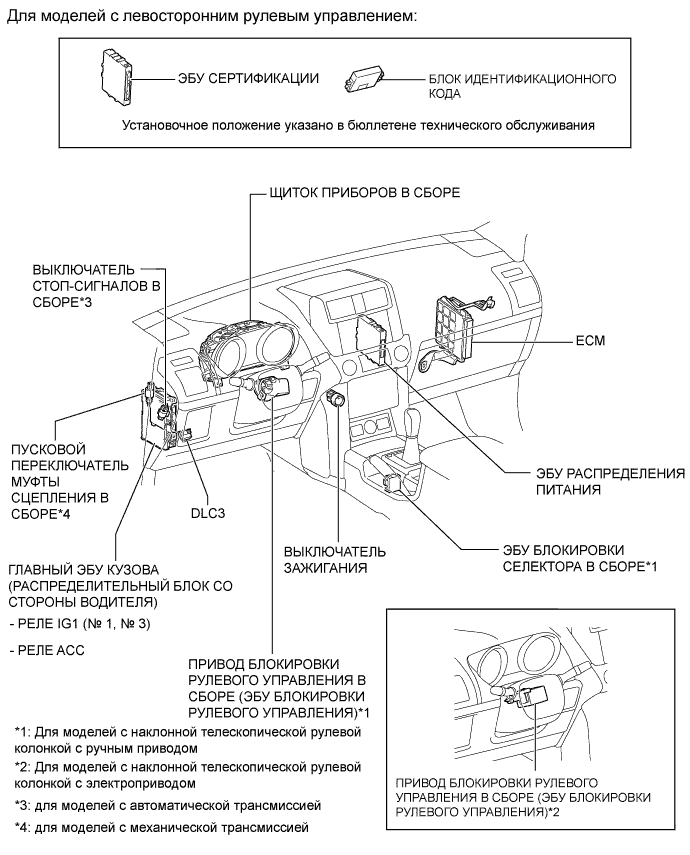 Для моделей с левосторонним рулевым управлением:
ЭБУ СЕРТИФИКАЦИИ
БЛОК ИДЕНТИФИКАЦИОННОГО
КОДА
Установочное положение указано в бюллетене технического обслуживания
ЩИТОК ПРИБОРОВ В СБОРЕ
ВЫКЛЮЧАТЕЛЬ
СТОП-СИГНАЛОВ В
СБОРЕ*3
ECM
ПУСКОВОЙ
ПЕРЕКЛЮЧАТЕЛЬ
МУФТЫ
СЦЕПЛЕНИЯ В
СБОРЕ*4
DLC3
ЭБУ РАСПРЕДЕЛЕНИЯ
ПИТАНИЯ
ВЫКЛЮЧАТЕЛЬ
ЗАЖИГАНИЯ
ЭБУ БЛОКИРОВКИ
СЕЛЕКТОРА В СБОРЕ*1
ГЛАВНЫЙ ЭБУ КУЗОВА
(РАСПРЕДЕЛИТЕЛЬНЫЙ БЛОК СО
СТОРОНЫ ВОДИТЕЛЯ)
- РЕЛЕ IG1 (№ 1, № 3)
- РЕЛЕ ACC
ПРИВОД БЛОКИРОВКИ
РУЛЕВОГО УПРАВЛЕНИЯ В
СБОРЕ (ЭБУ БЛОКИРОВКИ
РУЛЕВОГО УПРАВЛЕНИЯ)*1
*1: Для моделей с наклонной телескопической рулевой
колонкой с ручным приводом
*2: Для моделей с наклонной телескопической рулевой
колонкой с электроприводом
*3: для моделей с автоматической трансмиссией
*4: для моделей с механической трансмиссией
ПРИВОД БЛОКИРОВКИ РУЛЕВОГО
УПРАВЛЕНИЯ В СБОРЕ (ЭБУ БЛОКИРОВКИ
РУЛЕВОГО УПРАВЛЕНИЯ)*2